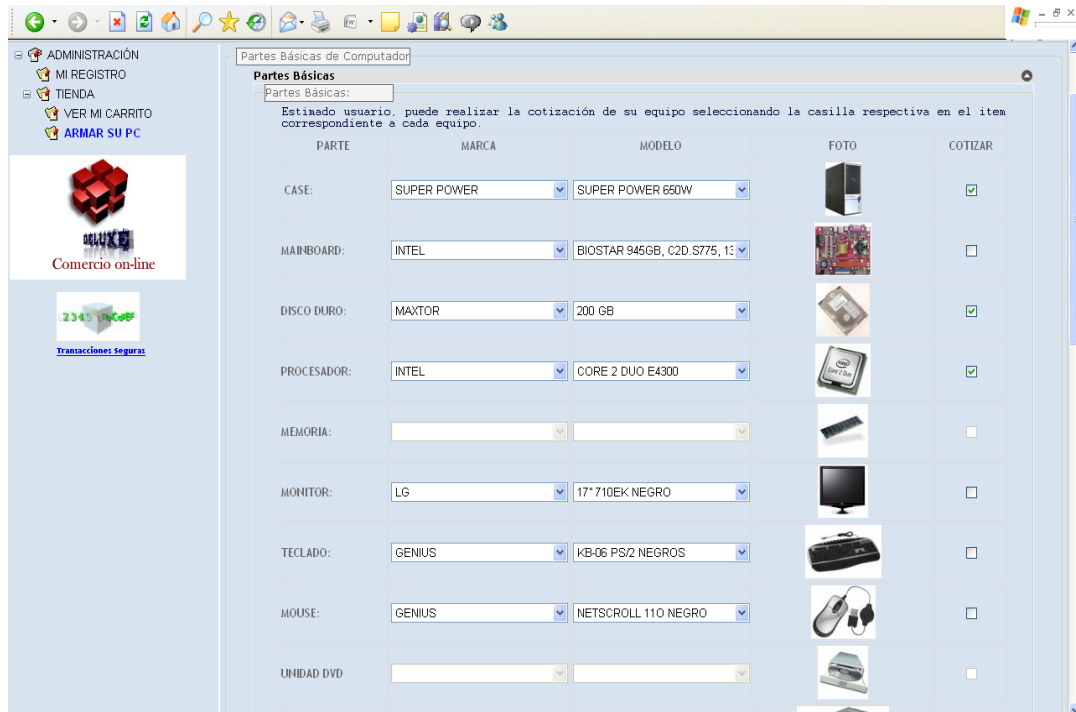 ADMINISTRACIÓN
MI REGISTRO
TIENDA
VER MI CARRITO
ARMAR SU PC
DELUXE
Comercio on-line
Transacciones Seguras
Partes Básicas de Computador
Partes Básicas
Partes Básicas:
Estimado usuario, puede realizar la cotización de su equipo seleccionando la casilla respectiva en el item
correspondiente a cada equipo.
PARTE MARCA MODELO FOTO COTIZAR
CASE: SUPER POWER SUPER POWER 650W
MAINBOARD: INTEL BIOSTAR 945GB, C2D.S775, 13
DISCO DURO: MAXTOR 200 GB
PROCESADOR: INTEL CORE 2 DUO E4300
MEMORIA:
MONITOR: LG 17" 710EK NEGRO
TECLADO: GENIUS KB-06 PS/2 NEGROS
MOUSE: GENIUS NETSCROLL 110 NEGRO
UNIDAD DVD